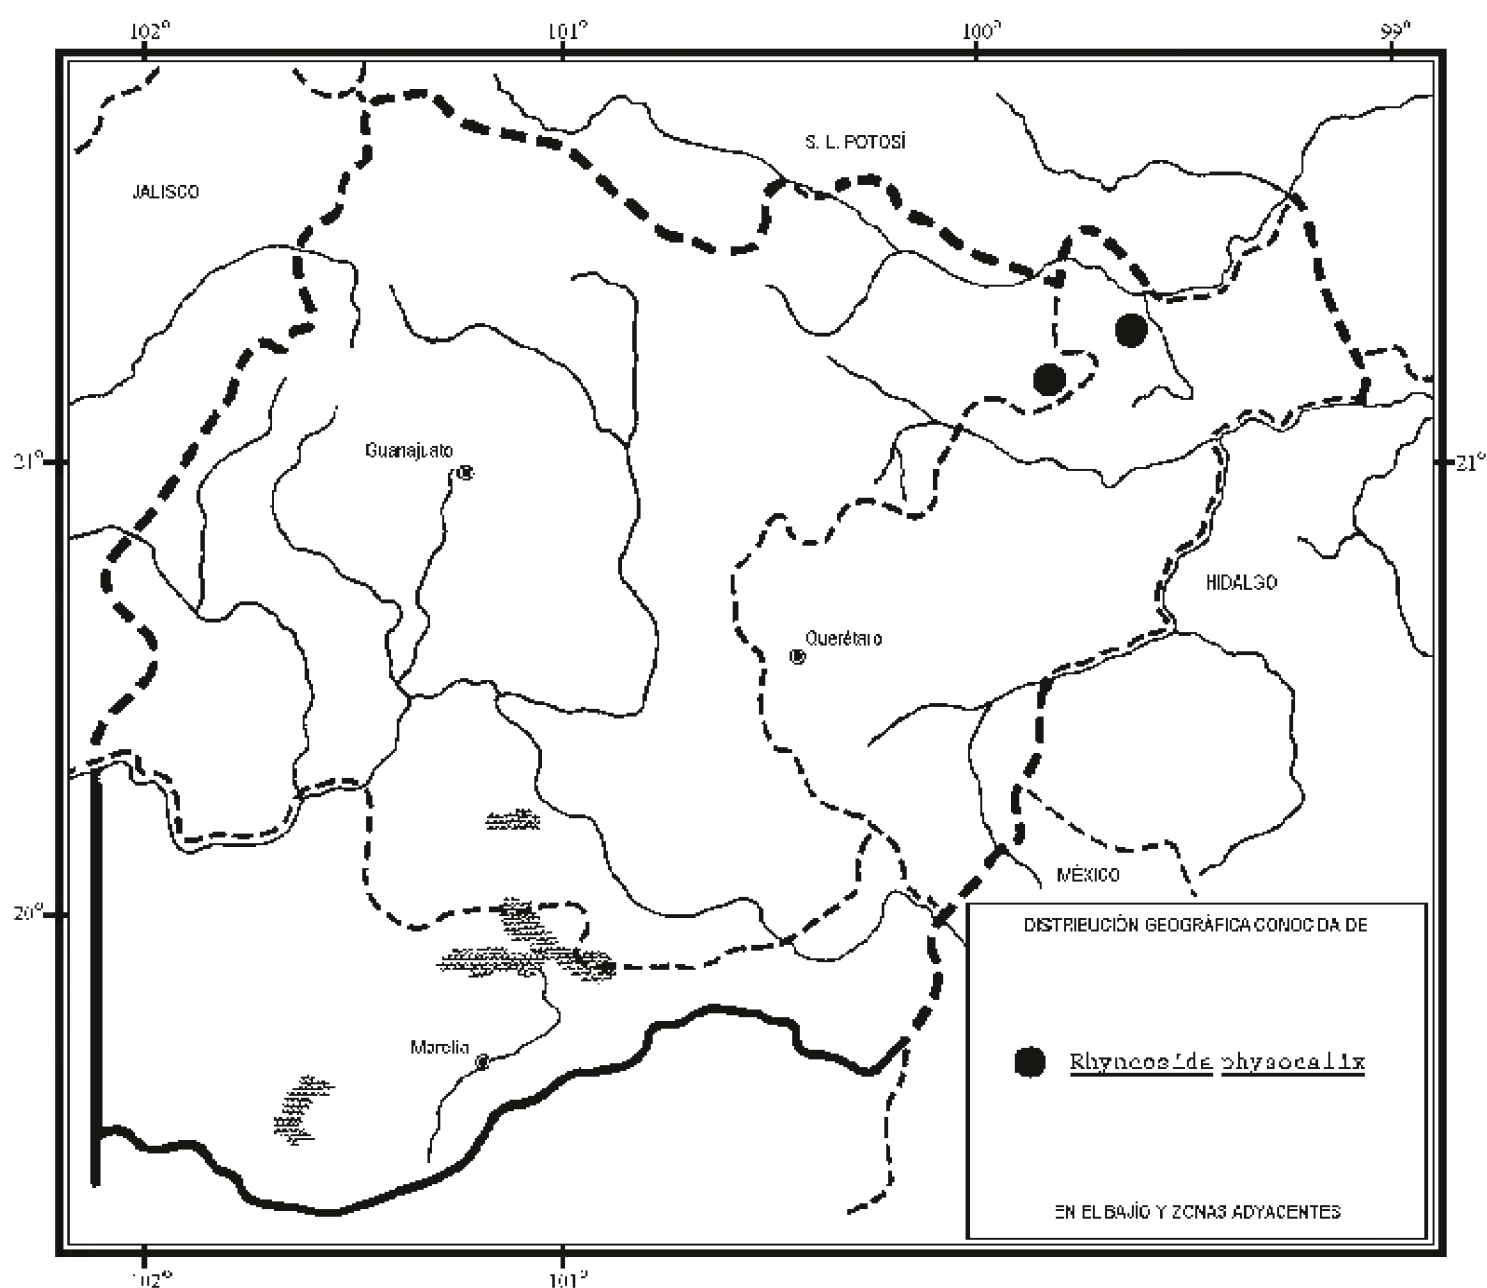 102°
101°
100°
99°
S. L. POTOSÍ
JALISCO
Guanajuato
21°
21°
HIDALGO
Querétaro
MÉXICO
20°
DISTRIBUCIÓN GEOGRÁFICA CONOCIDA DE
Morelia
Rhyncosida physocalix
EN EL BAJÍO Y ZONAS ADYACENTES
102°
101°